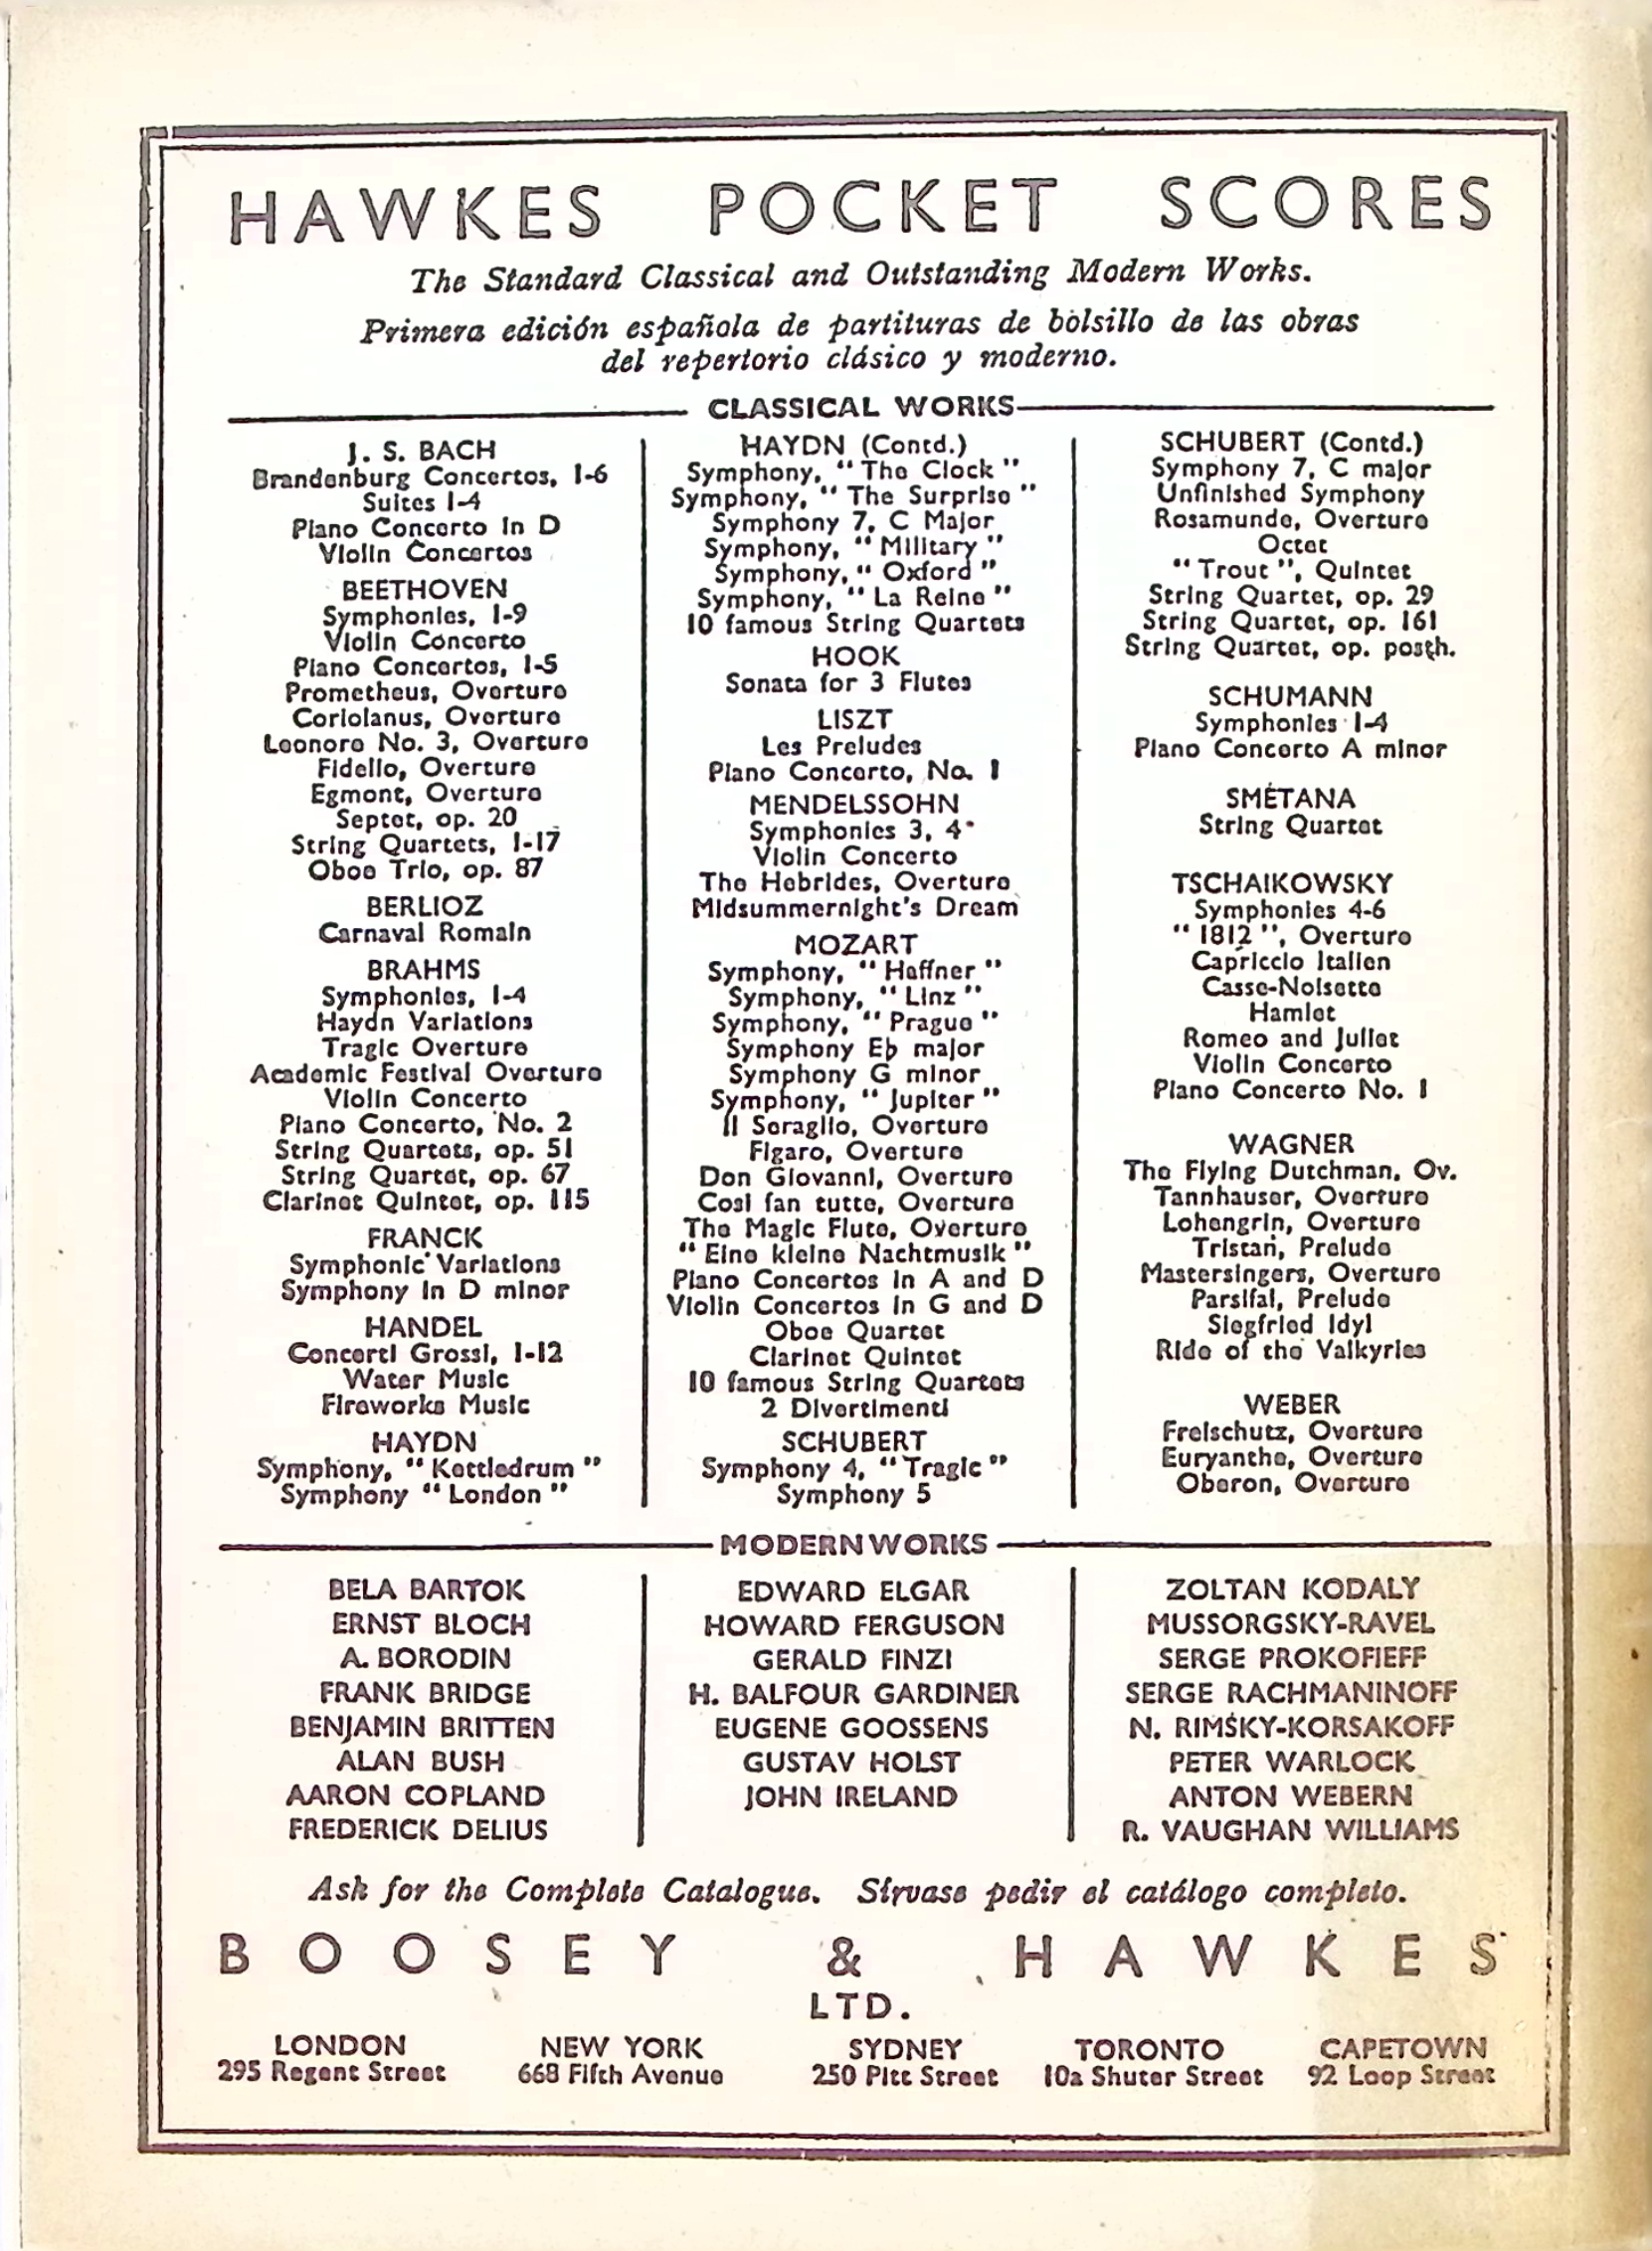 HAWKES POCKET SCORES
The Standard Classical and Outstanding Modern Works.
Primera edición española de partituras de bolsillo de las obras
del repertorio clásico y moderno.
CLASSICAL WORKS
J. S. BACH
Brandenburg Concertos, 1-6
Suites 1-4
Piano Concerto in D
Violin Concertos
BEETHOVEN
Symphonies, 1-9
Violin Concerto
Piano Concertos, 1-5
Prometheus, Overture
Coriolanus, Overture
Leonore No. 3, Overture
Fidelio, Overture
Egmont, Overture
Septet, op. 20
String Quartets, 1-17
Oboe Trio, op. 87
BERLIOZ
Carnaval Romain
BRAHMS
Symphonies, 1-4
Haydn Variations
Tragic Overture
Academic Festival Overture
Violin Concerto
Piano Concerto, No. 2
String Quartets, op. 51
String Quartet, op. 67
Clarinet Quintet, op. 115
FRANCK
Symphonic Variations
Symphony in D minor
HANDEL
Concerti Grossi, 1-12
Water Music
Fireworks Music
HAYDN
Symphony, "Kettledrum"
Symphony "London"
HAYDN (Contd.)
Symphony, "The Clock"
Symphony, "The Surprise"
Symphony 7, C Major
Symphony, "Military"
Symphony, "Oxford"
Symphony, "La Reine"
10 famous String Quartets
HOOK
Sonata for 3 Flutes
LISZT
Les Preludes
Piano Concerto, No. 1
MENDELSSOHN
Symphonies 3, 4
Violin Concerto
The Hebrides, Overture
Midsummernight's Dream
MOZART
Symphony, "Haffner"
Symphony, "Linz"
Symphony, "Prague"
Symphony E♭ major
Symphony G minor
Symphony, "Jupiter"
Il Seraglio, Overture
Figaro, Overture
Don Giovanni, Overture
Cosi fan tutte, Overture
The Magic Flute, Overture
"Eine kleine Nachtmusik"
Piano Concertos in A and D
Violin Concertos in G and D
Oboe Quartet
Clarinet Quintet
10 famous String Quartets
2 Divertimenti
SCHUBERT
Symphony 4, "Tragic"
Symphony 5
SCHUBERT (Contd.)
Symphony 7, C major
Unfinished Symphony
Rosamunde, Overture
Octet
"Trout", Quintet
String Quartet, op. 29
String Quartet, op. 161
String Quartet, op. posth.
SCHUMANN
Symphonies 1-4
Piano Concerto A minor
SMETANA
String Quartet
TSCHAIKOWSKY
Symphonies 4-6
"1812", Overture
Capriccio Italien
Casse-Noisette
Hamlet
Romeo and Juliet
Violin Concerto
Piano Concerto No. 1
WAGNER
The Flying Dutchman, Ov.
Tannhauser, Overture
Lohengrin, Overture
Tristan, Prelude
Mastersingers, Overture
Parsifal, Prelude
Siegfried Idyl
Ride of the Valkyries
WEBER
Freischutz, Overture
Euryanthe, Overture
Oberon, Overture
MODERN WORKS
BELA BARTOK
ERNST BLOCH
A. BORODIN
FRANK BRIDGE
BENJAMIN BRITTEN
ALAN BUSH
AARON COPLAND
FREDERICK DELIUS
EDWARD ELGAR
HOWARD FERGUSON
GERALD FINZI
H. BALFOUR GARDINER
EUGENE GOOSSENS
GUSTAV HOLST
JOHN IRELAND
ZOLTAN KODALY
MUSSORGSKY-RAVEL
SERGE PROKOFIEFF
SERGE RACHMANINOFF
N. RIMSKY-KORSAKOFF
PETER WARLOCK
ANTON WEBERN
R. VAUGHAN WILLIAMS
Ask for the Complete Catalogue. Sírvase pedir el catálogo completo.
BOOSEY & HAWKES
LTD.
LONDON NEW YORK SYDNEY TORONTO CAPETOWN
295 Regent Street 668 Fifth Avenue 250 Pitt Street 10a Shuter Street 92 Loop Street